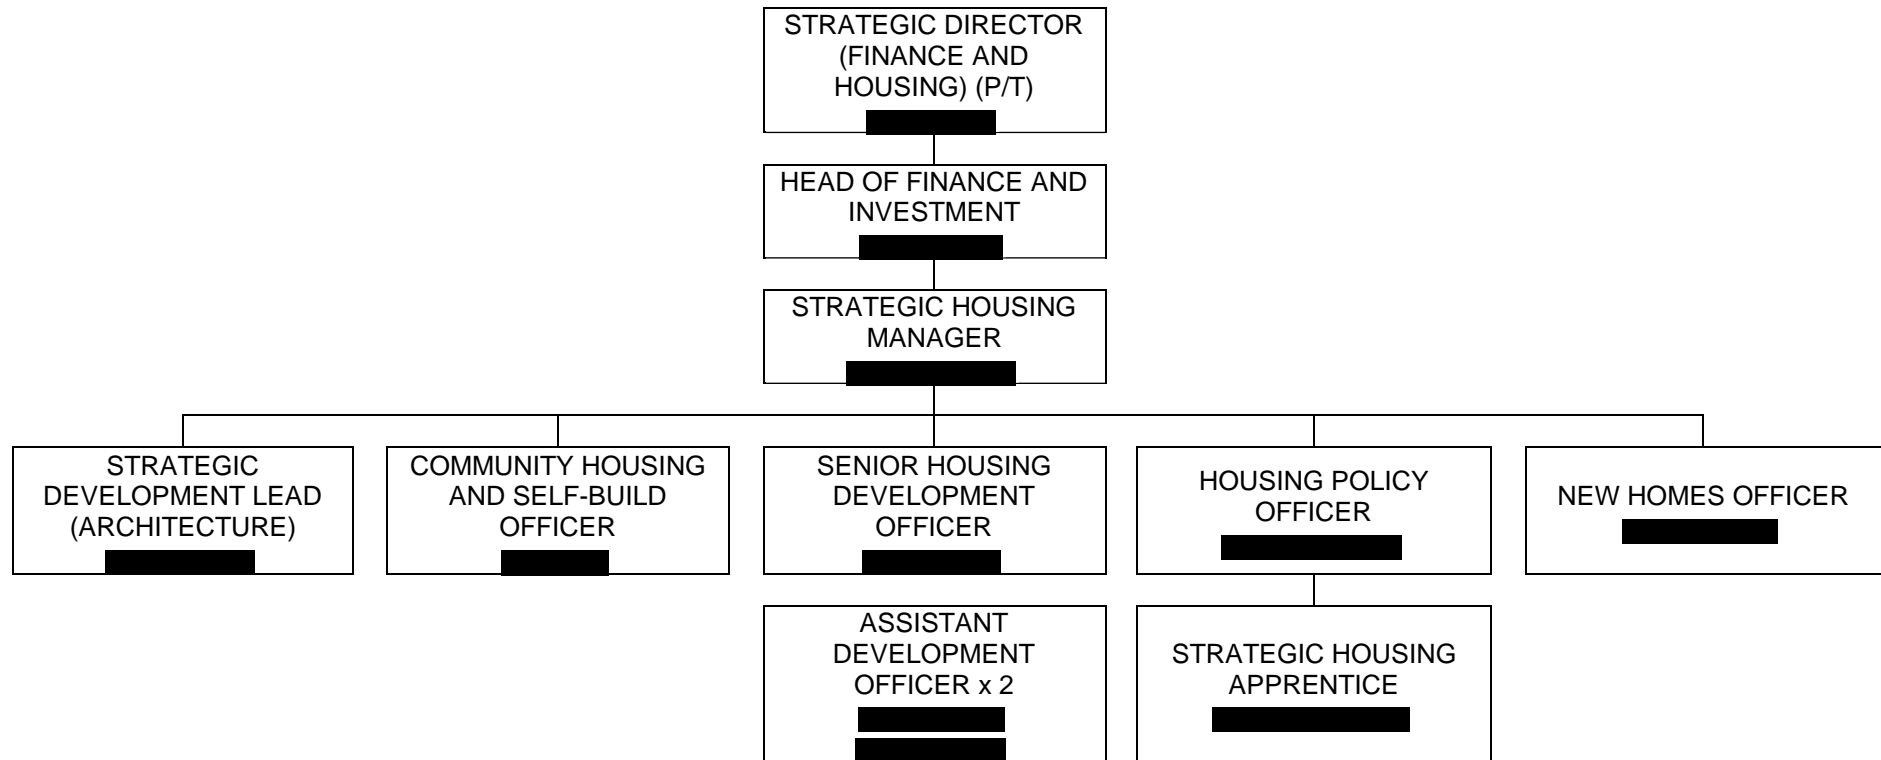 STRATEGIC DIRECTOR
(FINANCE AND
HOUSING) (P/T)
HEAD OF FINANCE AND
INVESTMENT
STRATEGIC HOUSING
MANAGER
STRATEGIC
DEVELOPMENT LEAD
(ARCHITECTURE)
COMMUNITY HOUSING
AND SELF-BUILD
OFFICER
SENIOR HOUSING
DEVELOPMENT
OFFICER
HOUSING POLICY
OFFICER
NEW HOMES OFFICER
ASSISTANT
DEVELOPMENT
OFFICER x 2
STRATEGIC HOUSING
APPRENTICE